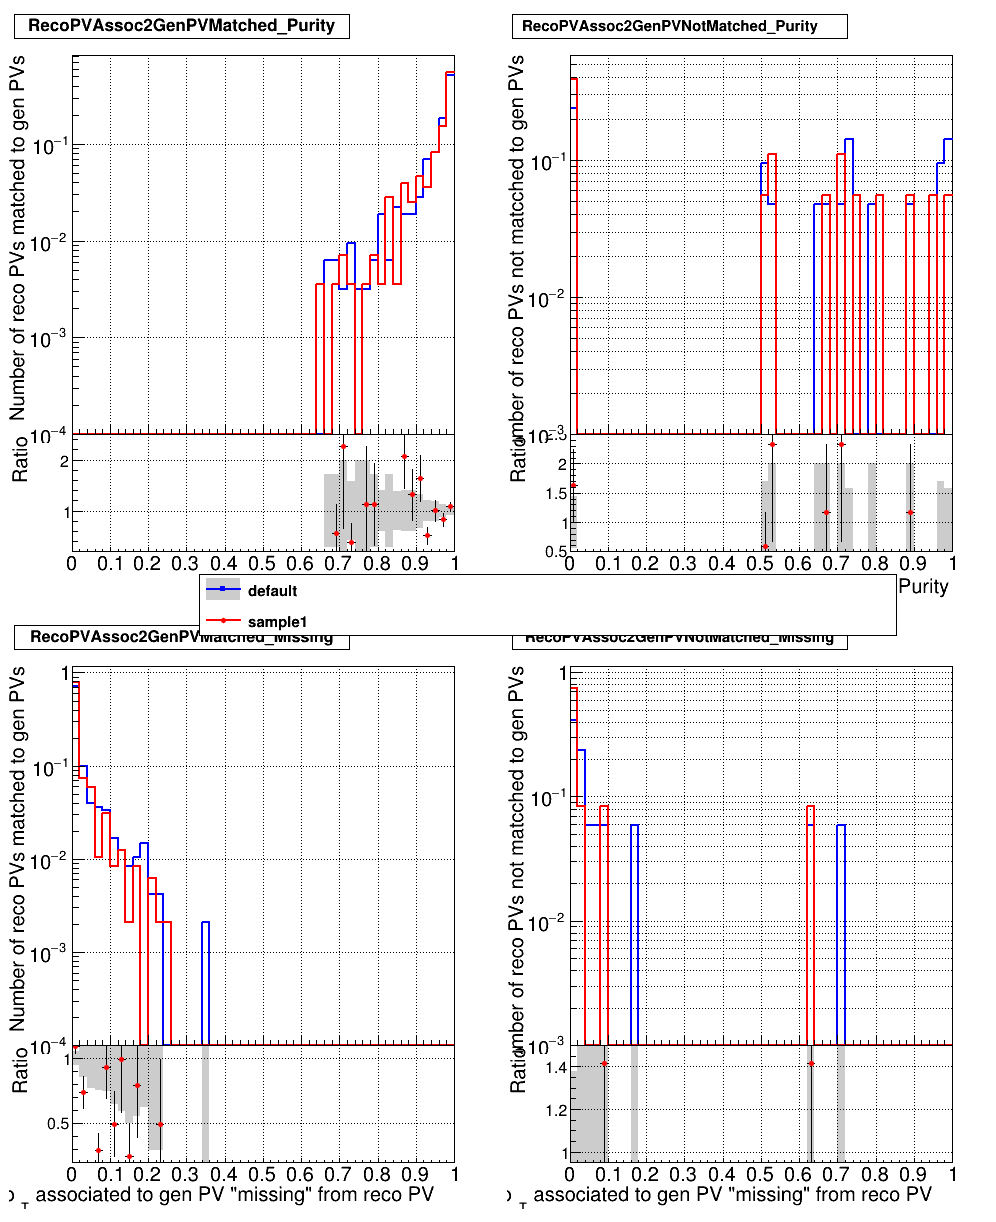 RecoPVAssoc2GenPVMatched_Purity
Number of reco PVs matched to gen PVs
10−1
10−2
10−3
10−4
Ratio
2
1
0 0.1 0.2 0.3 0.4 0.5 0.6 0.7 0.8 0.9 1
RecoPVAssoc2GenPVNotMatched_Purity
mber of reco PVs not matcched to gen PVs
10−1
10−2
10−3
Ratio
2
1.5
1
0.5
0 0.1 0.2 0.3 0.4 0.5 0.6 0.7 0.8 0.9 1
Purity
default
sample1
RecoPVAssoc2GenPVMatched_Missing
Number of reco PVs matched to gen PVs
1
10−1
10−2
10−3
10−4
Ratio
1
0.5
0 0.1 0.2 0.3 0.4 0.5 0.6 0.7 0.8 0.9 1
T associated to gen PV "missing" from reco PV
RecoPVAssoc2GenPVNotMatched_Missing
mber of reco PVs not matcched to gen PVs
1
10−1
10−2
10−3
Ratio
1.4
1.2
1
0 0.1 0.2 0.3 0.4 0.5 0.6 0.7 0.8 0.9 1
T associated to gen PV "missing" from reco PV